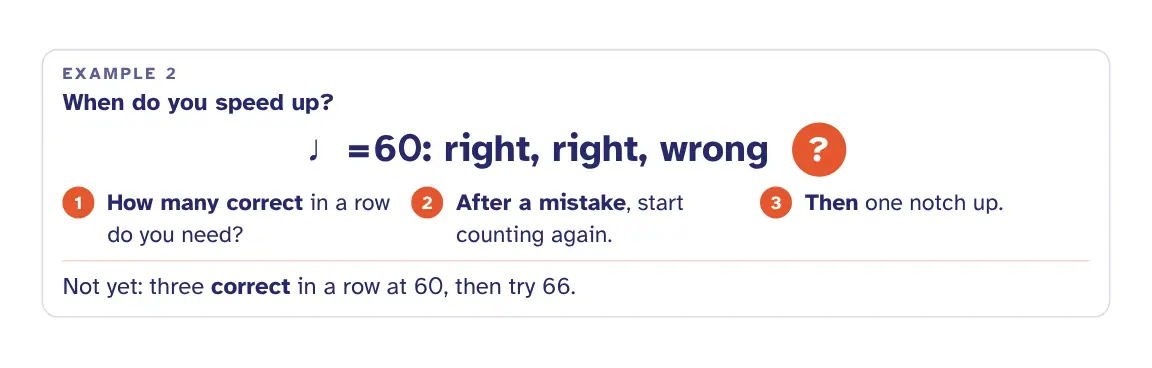 EXAMPLE 2
When do you speed up?
♩ =60: right, right, wrong ?
1 How many correct in a row do you need?
2 After a mistake, start counting again.
3 Then one notch up.
Not yet: three correct in a row at 60, then try 66.